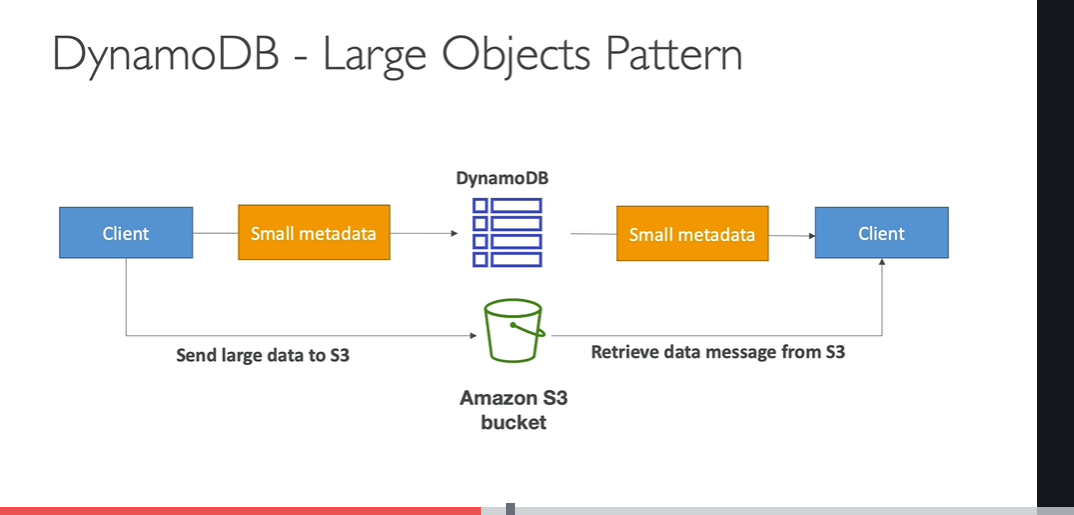 DynamoDB - Large Objects Pattern
DynamoDB
Client
Small metadata
Small metadata
Client
Send large data to S3
Retrieve data message from S3
Amazon S3
bucket